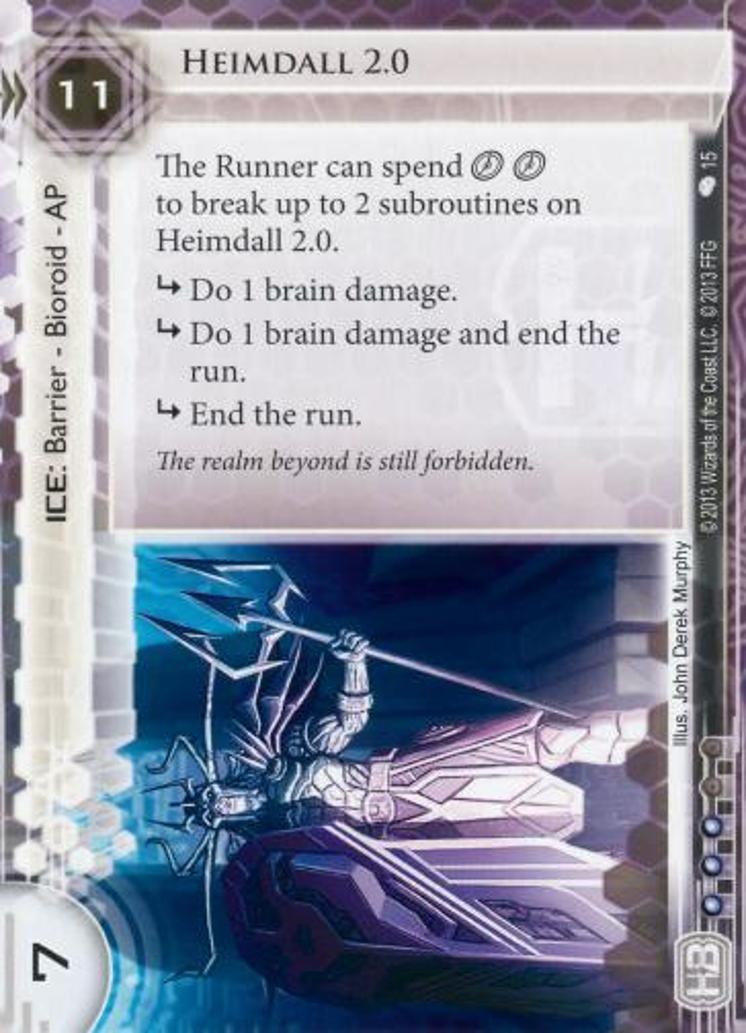 HEIMDALL 2.0
11
ICE: Barrier - Bioroid - AP
The Runner can spend
to break up to 2 subroutines on
Heimdall 2.0.
↳ Do 1 brain damage.
↳ Do 1 brain damage and end the
run.
↳ End the run.
The realm beyond is still forbidden.
15
© 2013 Wizards of the Coast LLC. © 2013 FFG
Illus. John Derek Murphy
7
HB